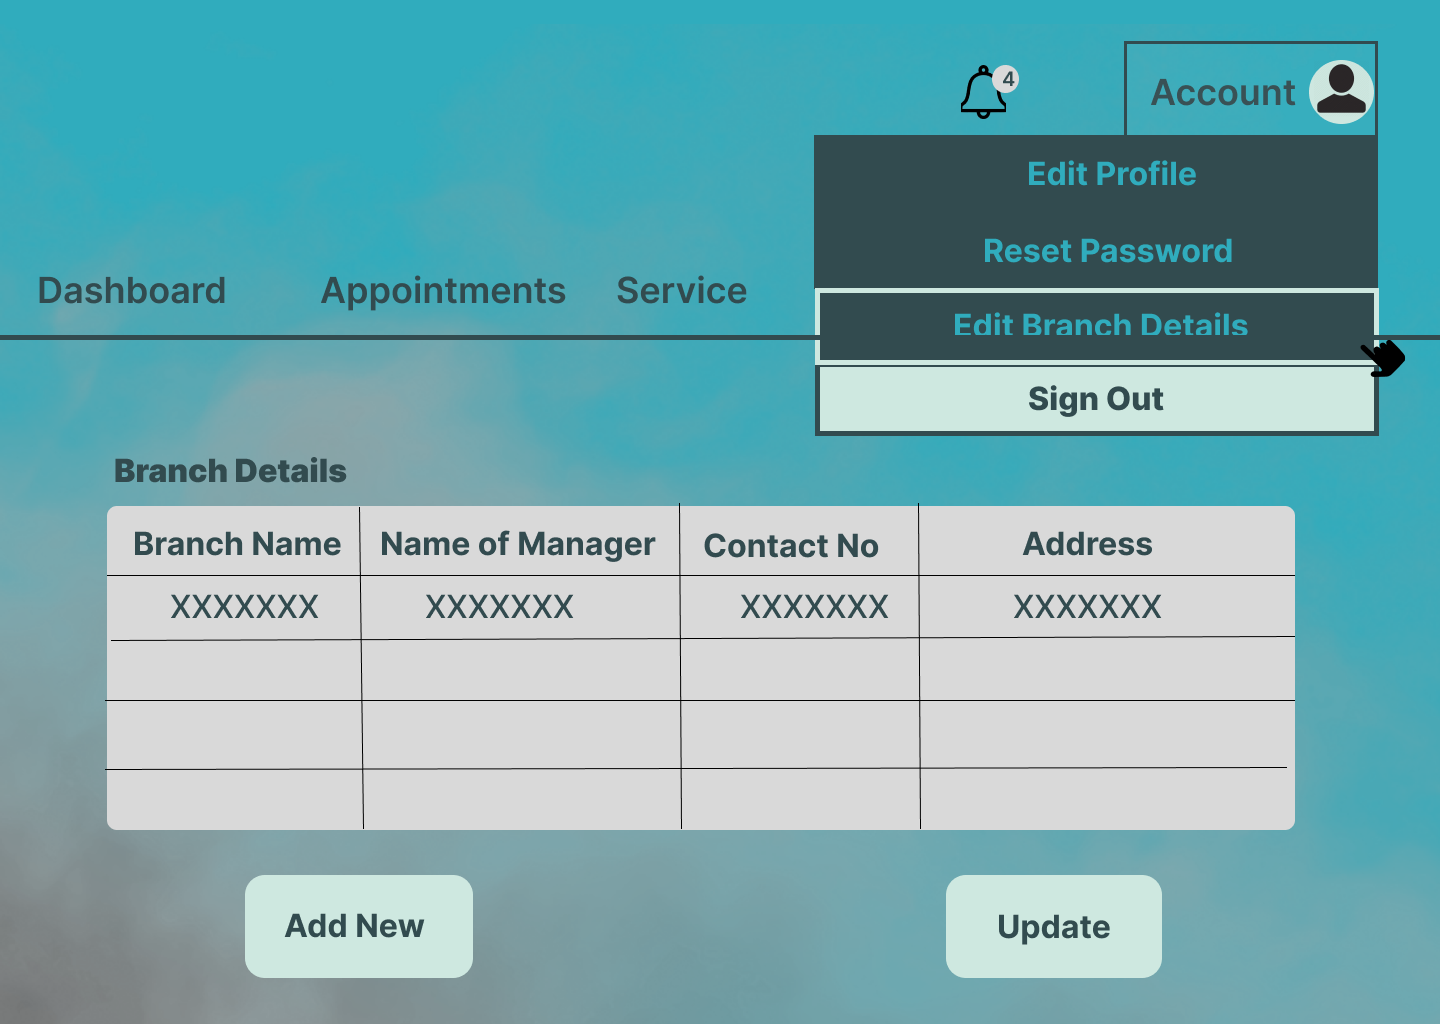 4
Account
Edit Profile
Reset Password
Dashboard Appointments Service
Edit Branch Details
Sign Out
Branch Details
Branch Name Name of Manager Contact No Address
XXXXXXX XXXXXXX XXXXXXX XXXXXXX
Add New Update